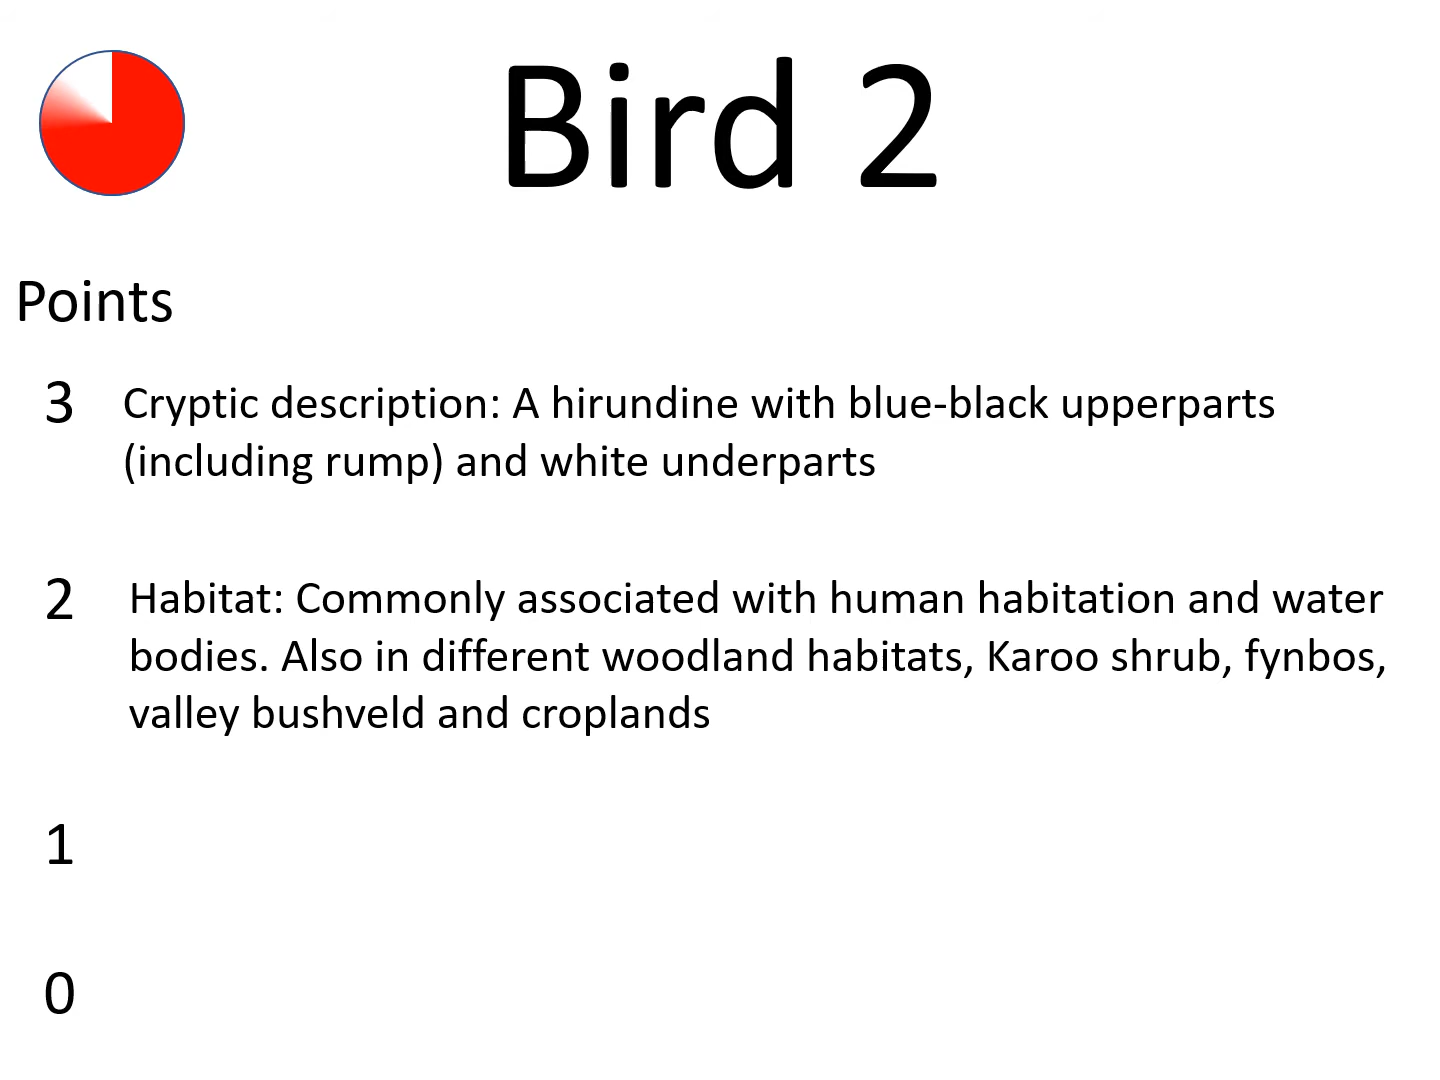 Bird 2
Points
3 Cryptic description: A hirundine with blue-black upperparts
(including rump) and white underparts
2 Habitat: Commonly associated with human habitation and water
bodies. Also in different woodland habitats, Karoo shrub, fynbos,
valley bushveld and croplands
1
0